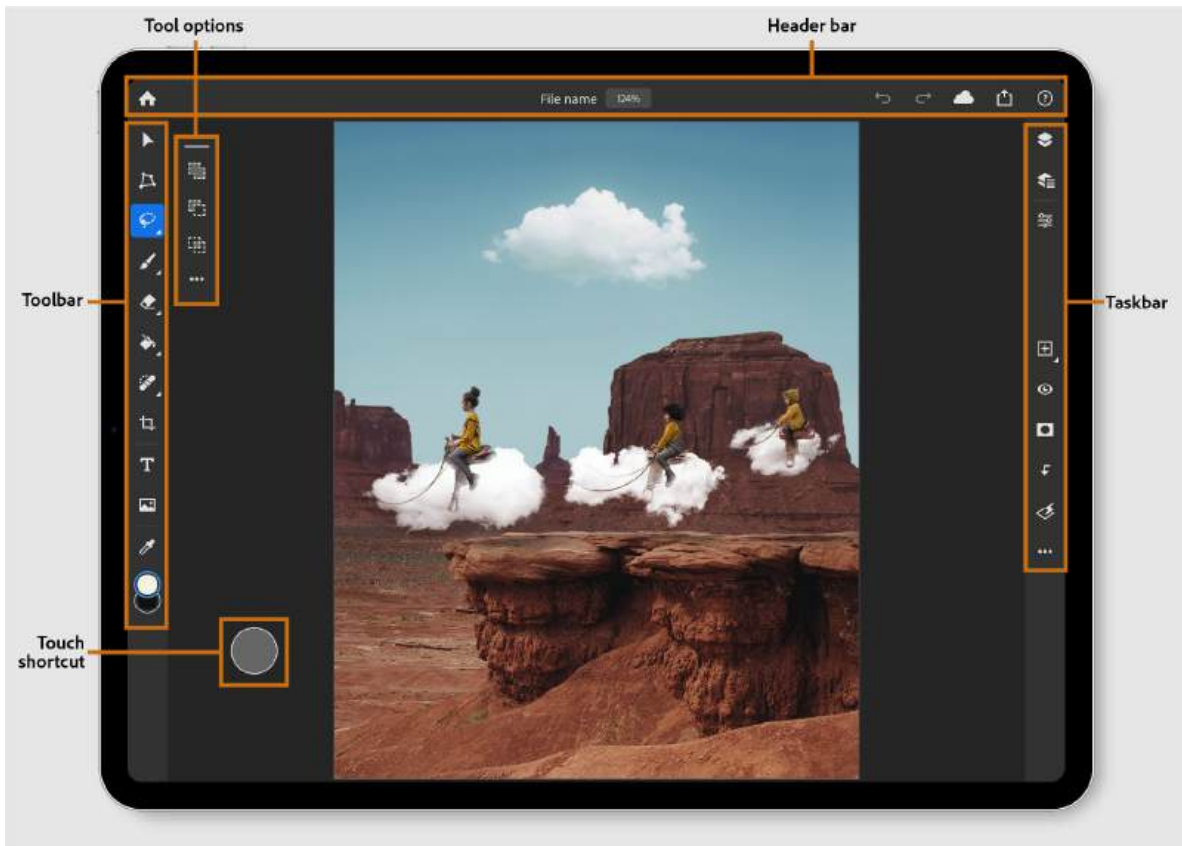 Tool options
Header bar
File name 124%
Toolbar
Taskbar
Touch
shortcut